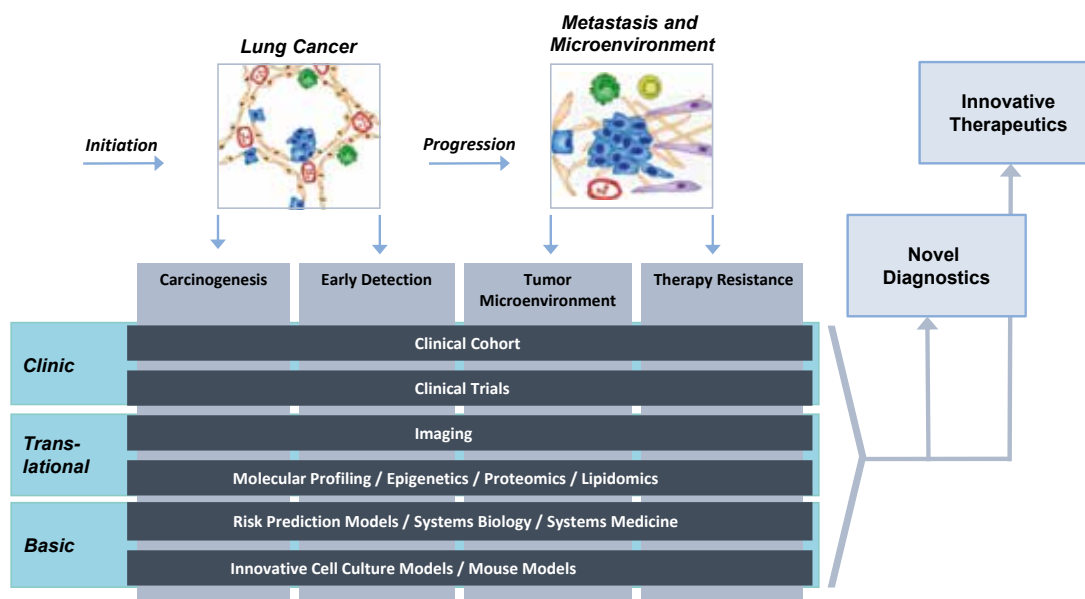 Lung Cancer
Metastasis and
Microenvironment
Initiation
Progression
Innovative
Therapeutics
Novel
Diagnostics
Carcinogenesis
Early Detection
Tumor
Microenvironment
Therapy Resistance
Clinic
Clinical Cohort
Clinical Trials
Trans-
lational
Imaging
Molecular Profiling / Epigenetics / Proteomics / Lipidomics
Basic
Risk Prediction Models / Systems Biology / Systems Medicine
Innovative Cell Culture Models / Mouse Models